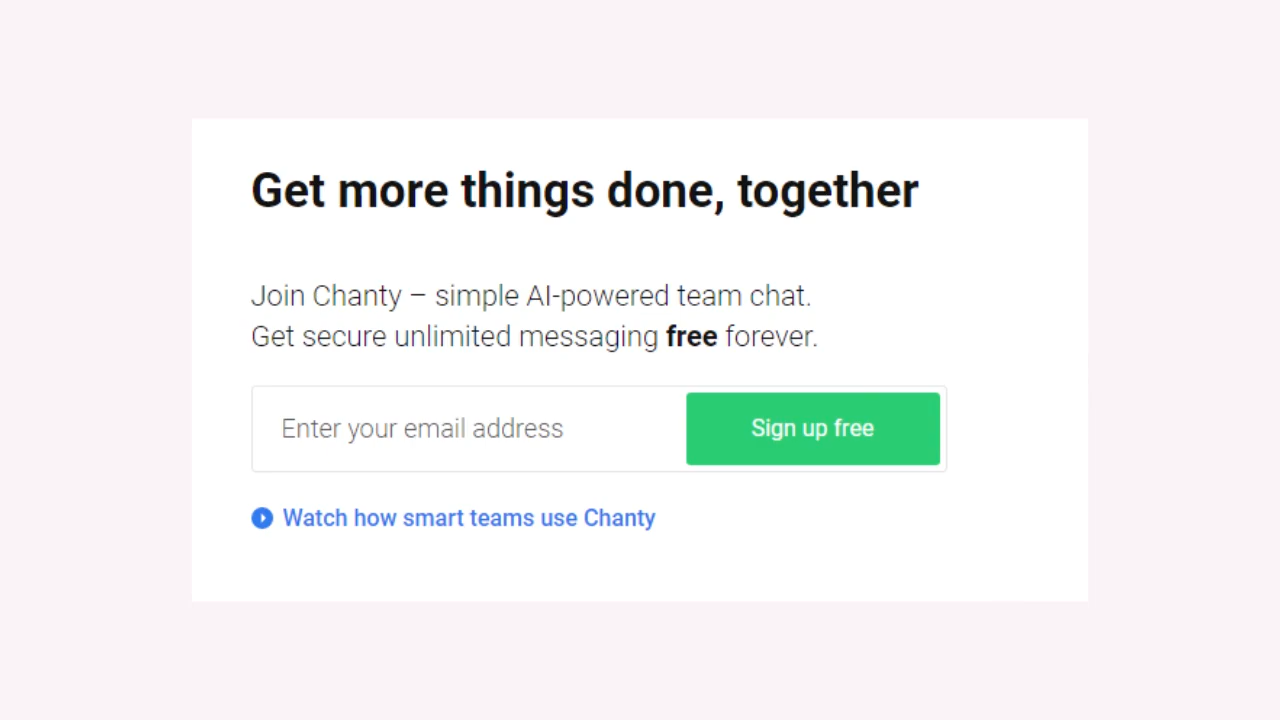 Get more things done, together
Join Chanty – simple AI-powered team chat.
Get secure unlimited messaging free forever.
Enter your email address
Sign up free
Watch how smart teams use Chanty